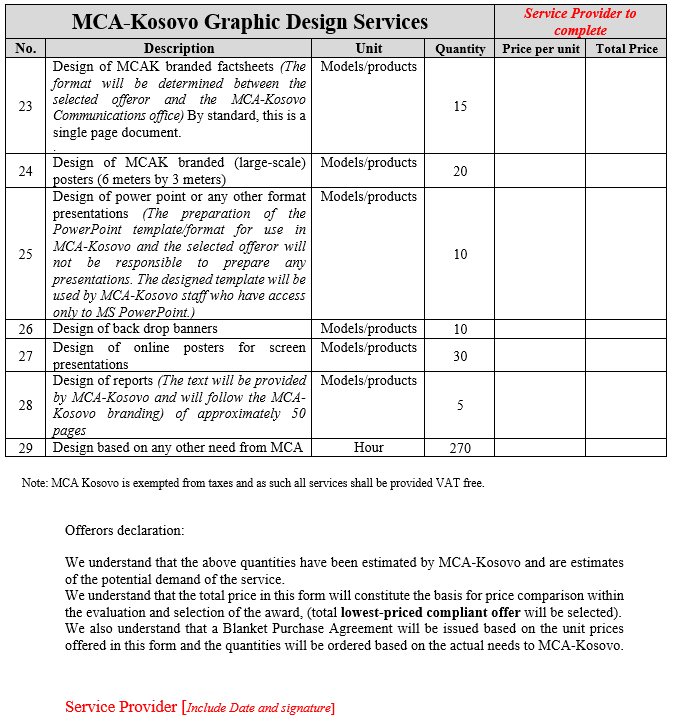 MCA-Kosovo Graphic Design Services
Service Provider to
complete
No. Description Unit Quantity Price per unit Total Price
23 Design of MCAK branded factsheets (The Models/products 15
format will be determined between the
selected offeror and the MCA-Kosovo
Communications office) By standard, this is a
single page document.
.
24 Design of MCAK branded (large-scale) Models/products 20
posters (6 meters by 3 meters)
25 Design of power point or any other format Models/products 10
presentations (The preparation of the
PowerPoint template/format for use in
MCA-Kosovo and the selected offeror will
not be responsible to prepare any
presentations. The designed template will be
used by MCA-Kosovo staff who have access
only to MS PowerPoint.)
26 Design of back drop banners Models/products 10
27 Design of online posters for screen Models/products 30
presentations
28 Design of reports (The text will be provided Models/products 5
by MCA-Kosovo and will follow the MCA-
Kosovo branding) of approximately 50
pages
29 Design based on any other need from MCA Hour 270
Note: MCA Kosovo is exempted from taxes and as such all services shall be provided VAT free.
Offerors declaration:
We understand that the above quantities have been estimated by MCA-Kosovo and are estimates
of the potential demand of the service.
We understand that the total price in this form will constitute the basis for price comparison within
the evaluation and selection of the award, (total lowest-priced compliant offer will be selected).
We also understand that a Blanket Purchase Agreement will be issued based on the unit prices
offered in this form and the quantities will be ordered based on the actual needs to MCA-Kosovo.
Service Provider [Include Date and signature]